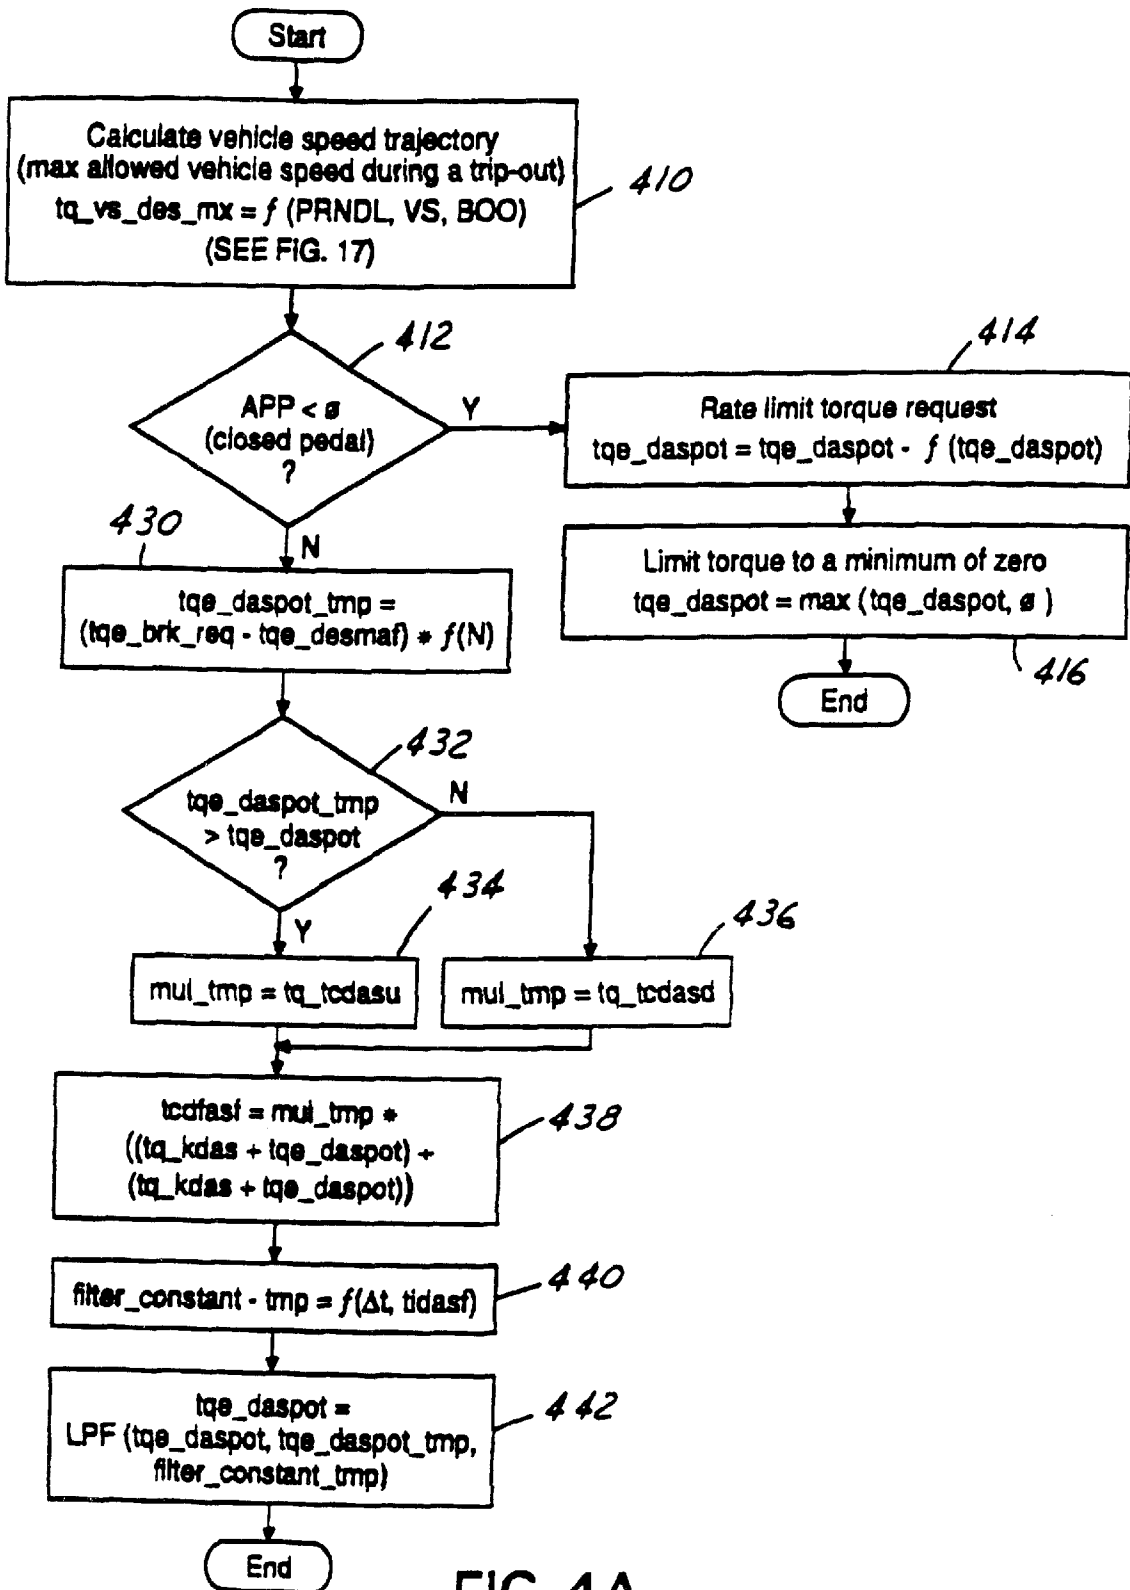 Start
Calculate vehicle speed trajectory
(max allowed vehicle speed during a trip-out)
tq_vs_des_mx = f (PRNDL, VS, BOO)
(SEE FIG. 17)
410
412
APP < ø
(closed pedal)
?
Y
N
414
Rate limit torque request
tqe_daspot = tqe_daspot - f (tqe_daspot)
Limit torque to a minimum of zero
tqe_daspot = max (tqe_daspot, ø )
416
End
430
tqe_daspot_tmp =
(tqe_brk_req - tqe_desmaf) * f(N)
432
tqe_daspot_tmp
> tqe_daspot
?
N
Y
434
mul_tmp = tq_tcdasu
436
mul_tmp = tq_tcdasd
tcdfasf = mul_tmp *
((tq_kdas + tqe_daspot) ÷
(tq_kdas + tqe_daspot))
438
filter_constant - tmp = f(Δt, tidasf)
440
tqe_daspot =
LPF (tqe_daspot, tqe_daspot_tmp,
filter_constant_tmp)
442
End
FIG. 4A